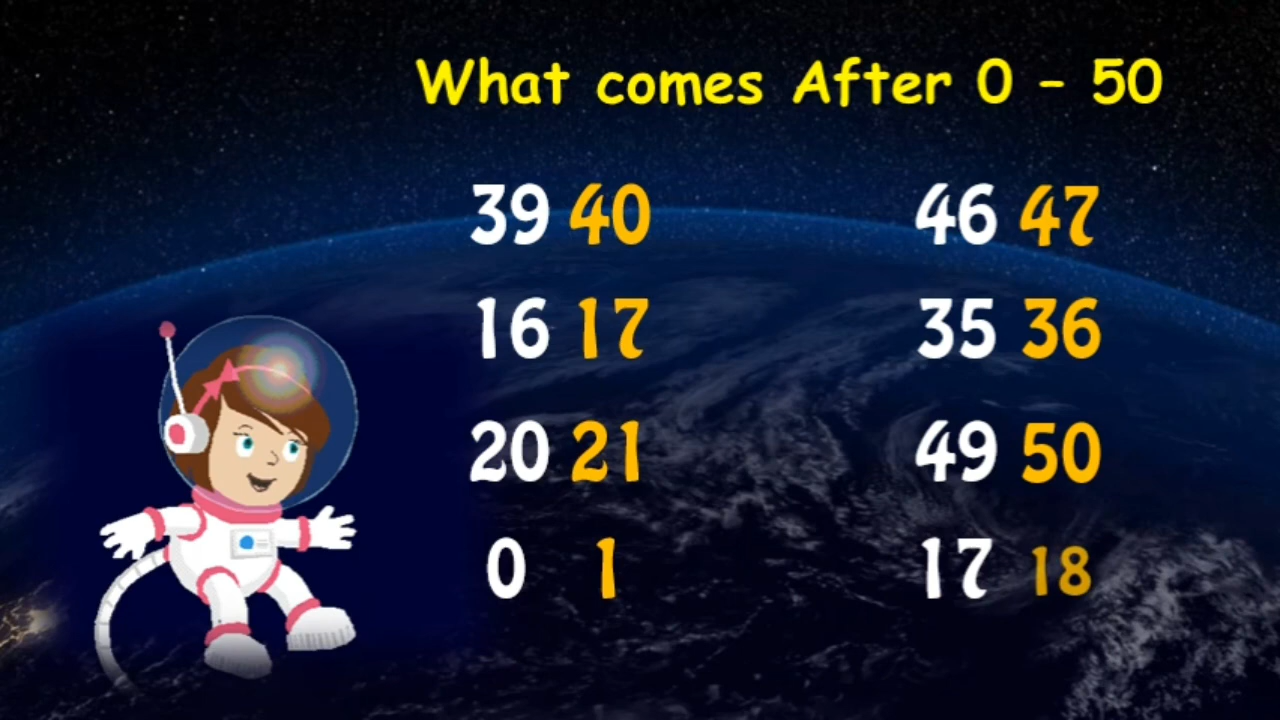 What comes After 0 - 50
39 40 46 47
16 17 35 36
20 21 49 50
0 1 17 18